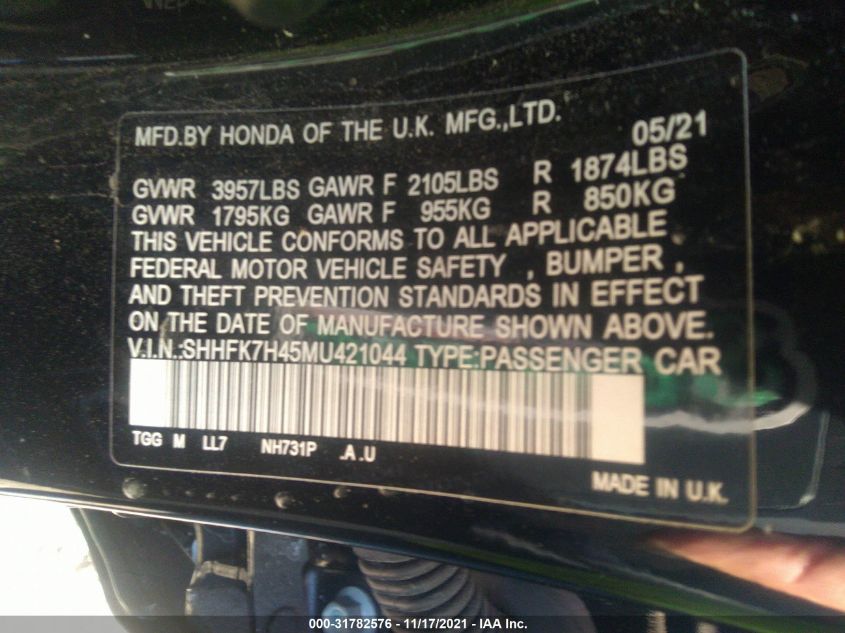 MFD.BY HONDA OF THE U.K. MFG.,LTD. 05/21
GVWR 3957LBS GAWR F 2105LBS R 1874LBS
GVWR 1795KG GAWR F 955KG R 850KG
THIS VEHICLE CONFORMS TO ALL APPLICABLE
FEDERAL MOTOR VEHICLE SAFETY , BUMPER ,
AND THEFT PREVENTION STANDARDS IN EFFECT
ON THE DATE OF MANUFACTURE SHOWN ABOVE.
V.I.N.:SHHFK7H45MU421044 TYPE:PASSENGER CAR
TGG M LL7 NH731P .A .U
MADE IN U.K.
000-31782576 - 11/17/2021 - IAA Inc.